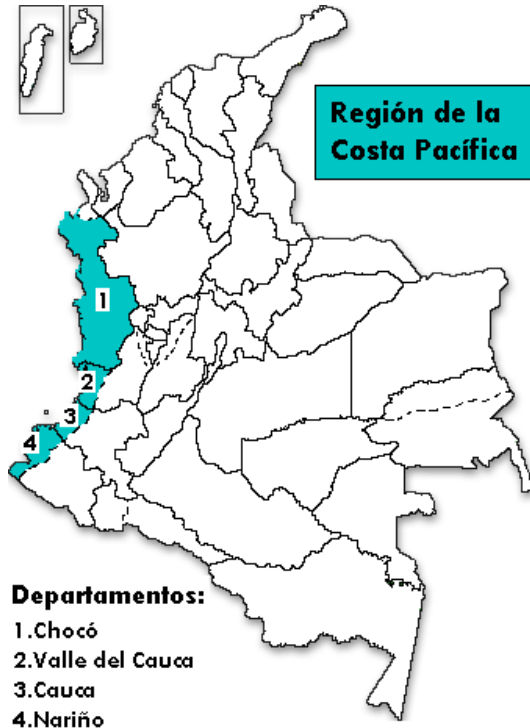 Región de la
Costa Pacífica
1
2
3
4
Departamentos:
1.Chocó
2.Valle del Cauca
3.Cauca
4.Nariño